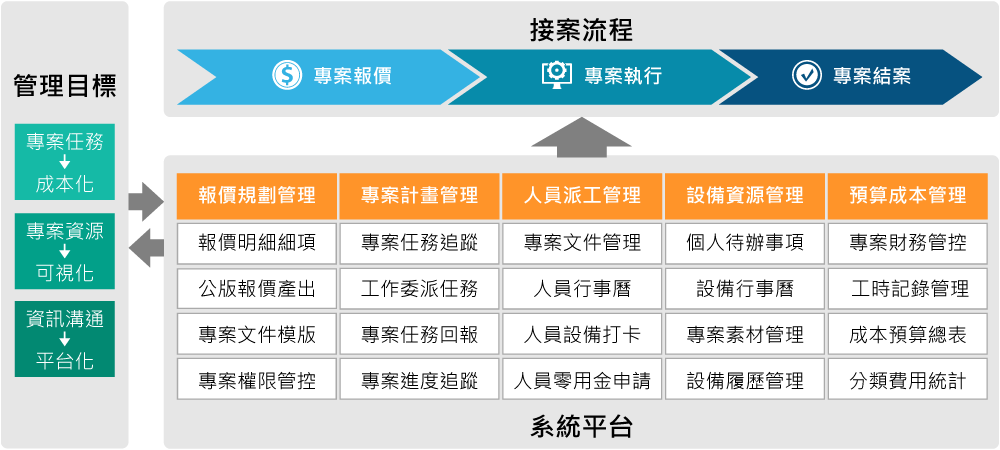 管理目標
專案任務
成本化
專案資源
可視化
資訊溝通
平台化
接案流程
專案報價
專案執行
專案結案
報價規劃管理 專案計畫管理 人員派工管理 設備資源管理 預算成本管理
報價明細細項 專案任務追蹤 專案文件管理 個人待辦事項 專案財務管控
公版報價產出 工作委派任務 人員行事曆 設備行事曆 工時記錄管理
專案文件模版 專案任務回報 人員設備打卡 專案素材管理 成本預算總表
專案權限管控 專案進度追蹤 人員零用金申請 設備履歷管理 分類費用統計
系統平台